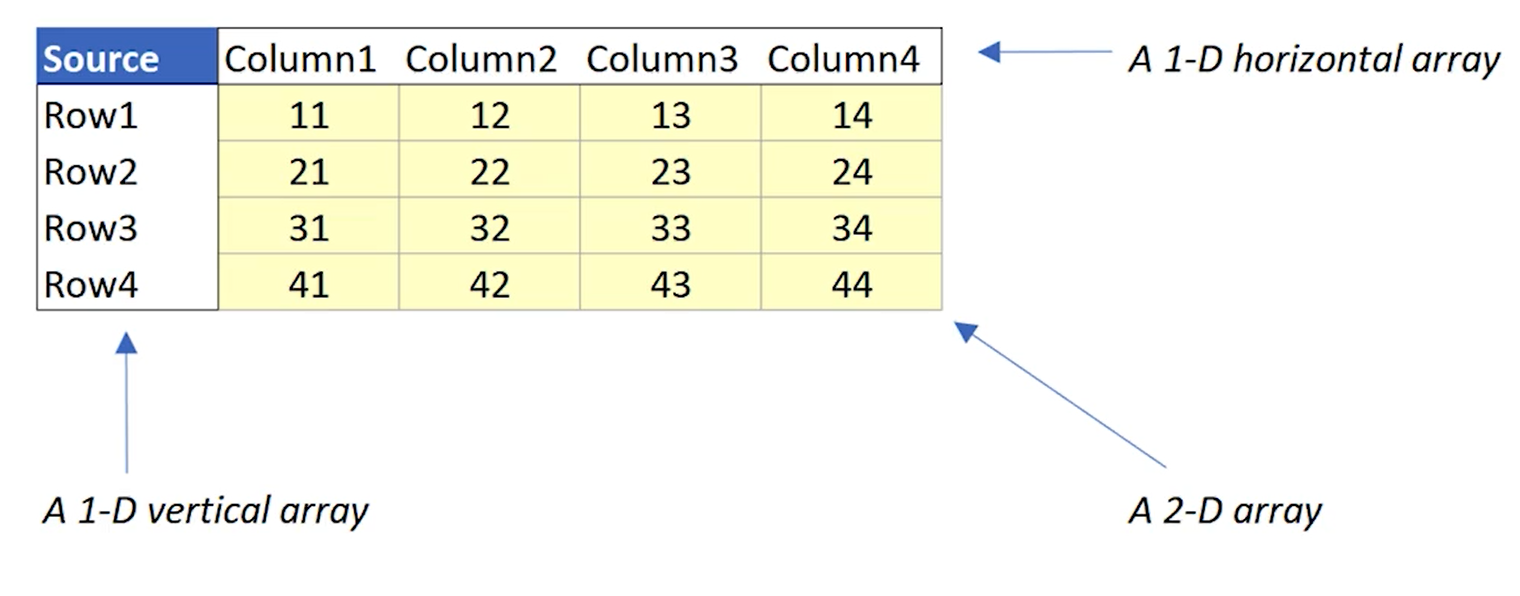 Source Column1 Column2 Column3 Column4
A 1-D horizontal array
Row1 11 12 13 14
Row2 21 22 23 24
Row3 31 32 33 34
Row4 41 42 43 44
A 1-D vertical array
A 2-D array